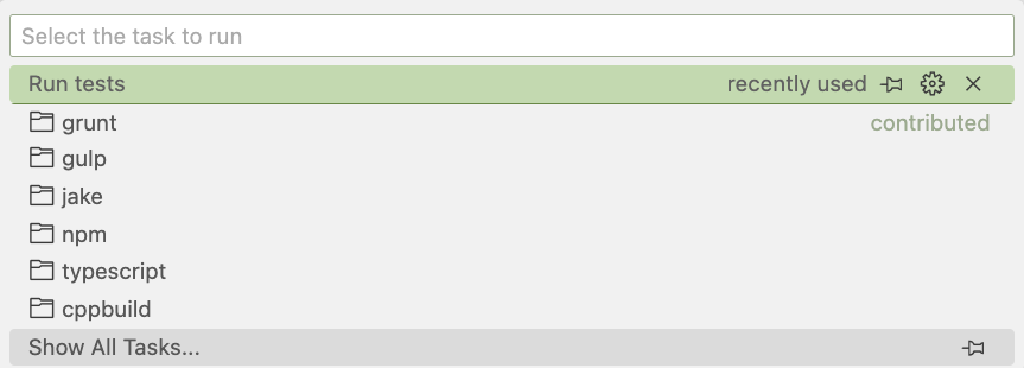 Select the task to run
Run tests recently used
grunt contributed
gulp
jake
npm
typescript
cppbuild
Show All Tasks...